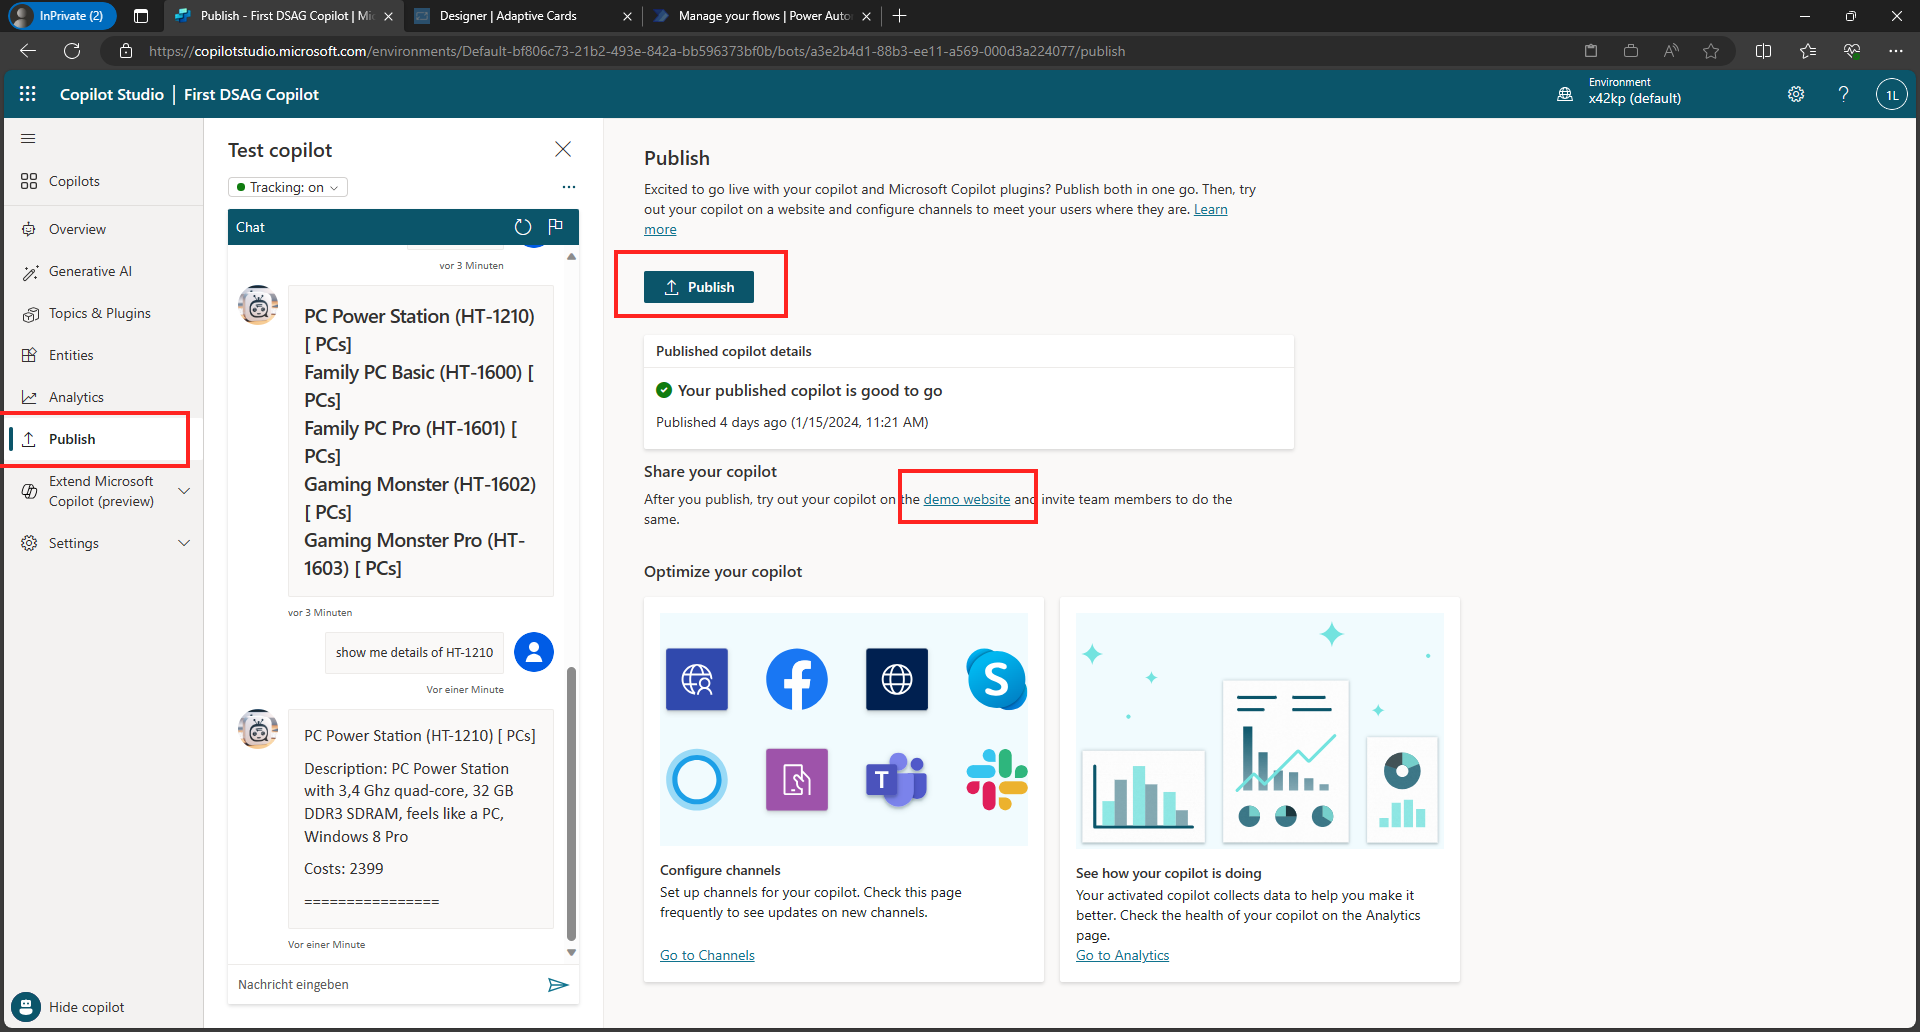 InPrivate (2)
Publish - First DSAG Copilot | Mic
Designer | Adaptive Cards
Manage your flows | Power Auto
https://copilotstudio.microsoft.com/environments/Default-bf806c73-21b2-493e-842a-bb596373bf0b/bots/a3e2b4d1-88b3-ee11-a569-000d3a224077/publish
Copilot Studio | First DSAG Copilot
Environment
x42kp (default)
1L
Copilots
Overview
Generative AI
Topics & Plugins
Entities
Analytics
Publish
Extend Microsoft
Copilot (preview)
Settings
Hide copilot
Test copilot
Tracking: on
Chat
vor 3 Minuten
PC Power Station (HT-1210)
[ PCs]
Family PC Basic (HT-1600) [
PCs]
Family PC Pro (HT-1601) [
PCs]
Gaming Monster (HT-1602)
[ PCs]
Gaming Monster Pro (HT-
1603) [ PCs]
vor 3 Minuten
show me details of HT-1210
Vor einer Minute
PC Power Station (HT-1210) [ PCs]
Description: PC Power Station
with 3,4 Ghz quad-core, 32 GB
DDR3 SDRAM, feels like a PC,
Windows 8 Pro
Costs: 2399
================
Vor einer Minute
Nachricht eingeben
Publish
Excited to go live with your copilot and Microsoft Copilot plugins? Publish both in one go. Then, try
out your copilot on a website and configure channels to meet your users where they are. Learn
more
Publish
Published copilot details
Your published copilot is good to go
Published 4 days ago (1/15/2024, 11:21 AM)
Share your copilot
After you publish, try out your copilot on the demo website and invite team members to do the
same.
Optimize your copilot
S
T
Configure channels
Set up channels for your copilot. Check this page
frequently to see updates on new channels.
Go to Channels
See how your copilot is doing
Your activated copilot collects data to help you make it
better. Check the health of your copilot on the Analytics
page.
Go to Analytics